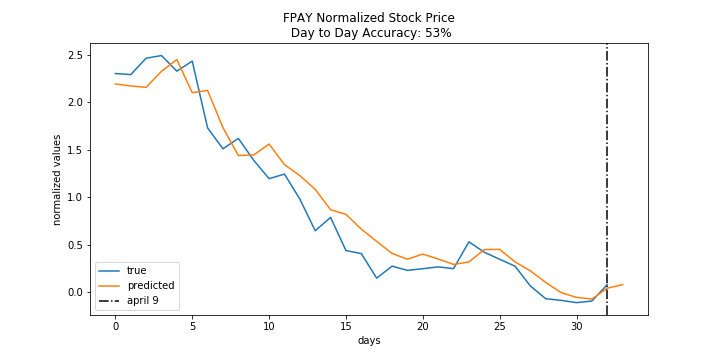 FPAY Normalized Stock Price
Day to Day Accuracy: 53%
normalized values
2.5
2.0
1.5
1.0
0.5
0.0
true
predicted
april 9
0 5 10 15 20 25 30
days